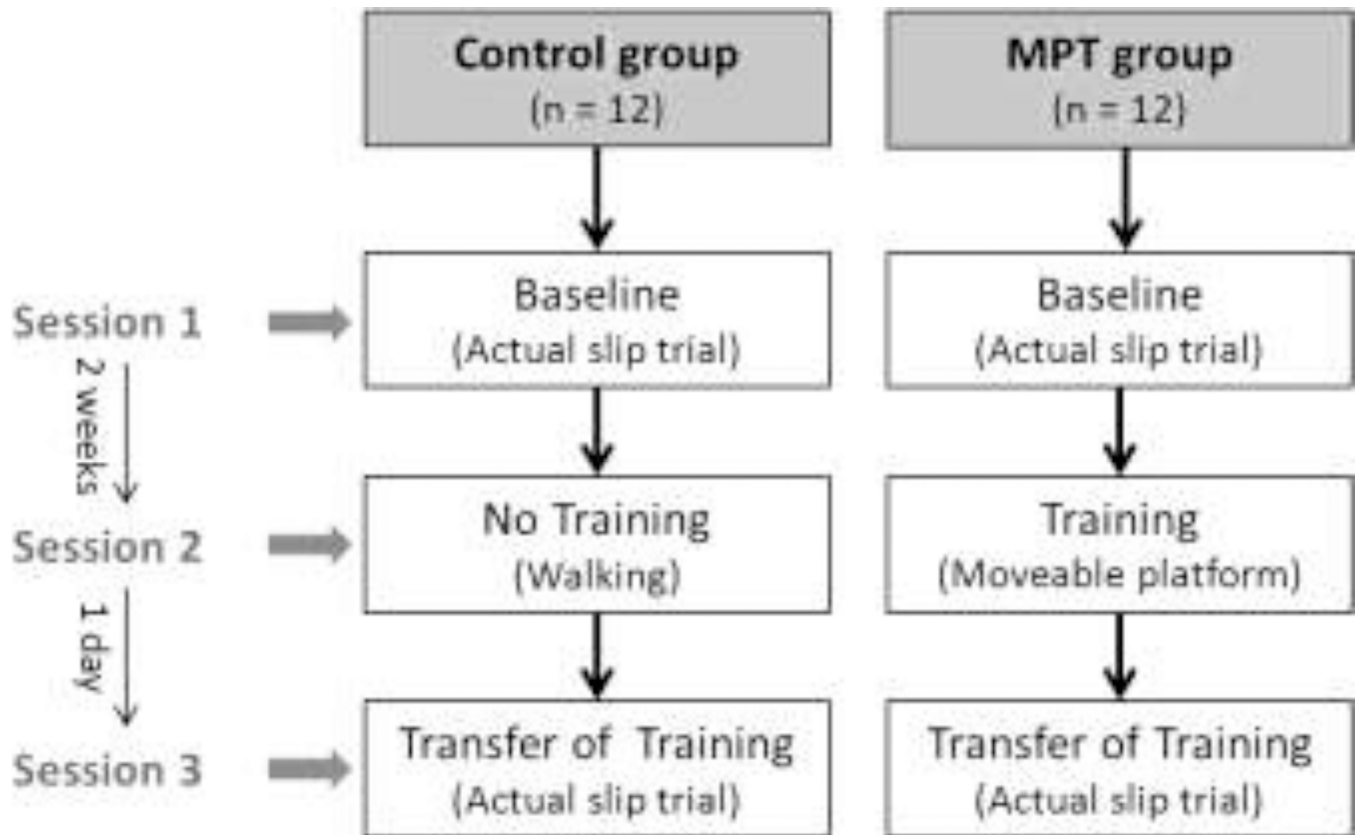 Control group
(n = 12)
MPT group
(n = 12)
Session 1
Baseline
(Actual slip trial)
Baseline
(Actual slip trial)
2 weeks
Session 2
No Training
(Walking)
Training
(Moveable platform)
1 day
Session 3
Transfer of Training
(Actual slip trial)
Transfer of Training
(Actual slip trial)